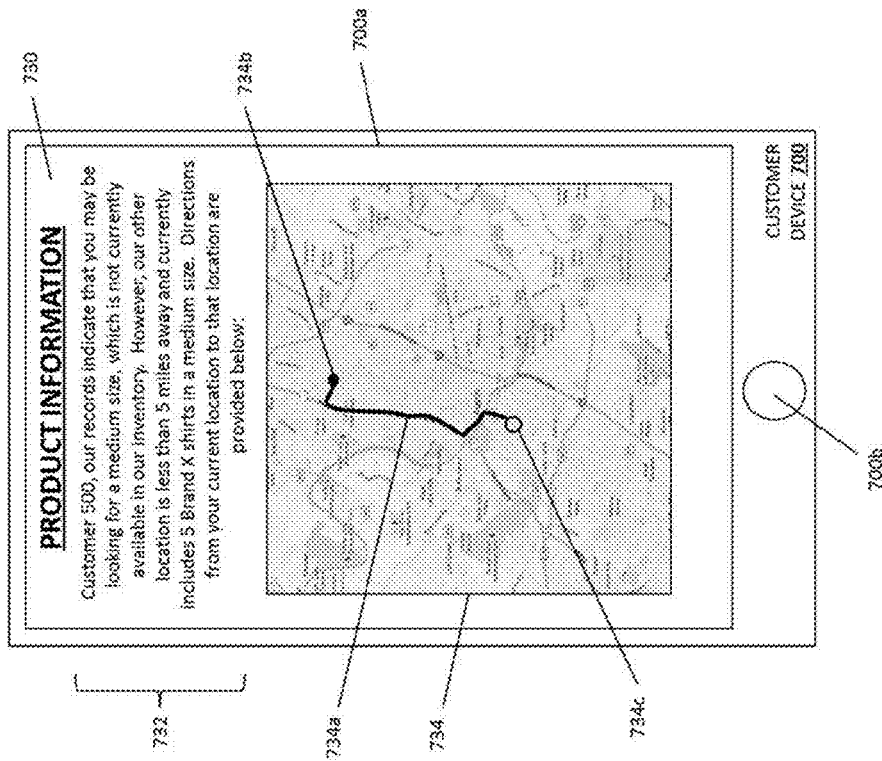 730
700a
PRODUCT INFORMATION
Customer 500, our records indicate that you may be
looking for a medium size, which is not currently
available in our inventory. However, our other
location is less than 5 miles away and currently
includes 5 Brand X shirts in a medium size. Directions
from your current location to that location are
provided below:
732
734b
734a
734
734c
CUSTOMER
DEVICE 700
700b